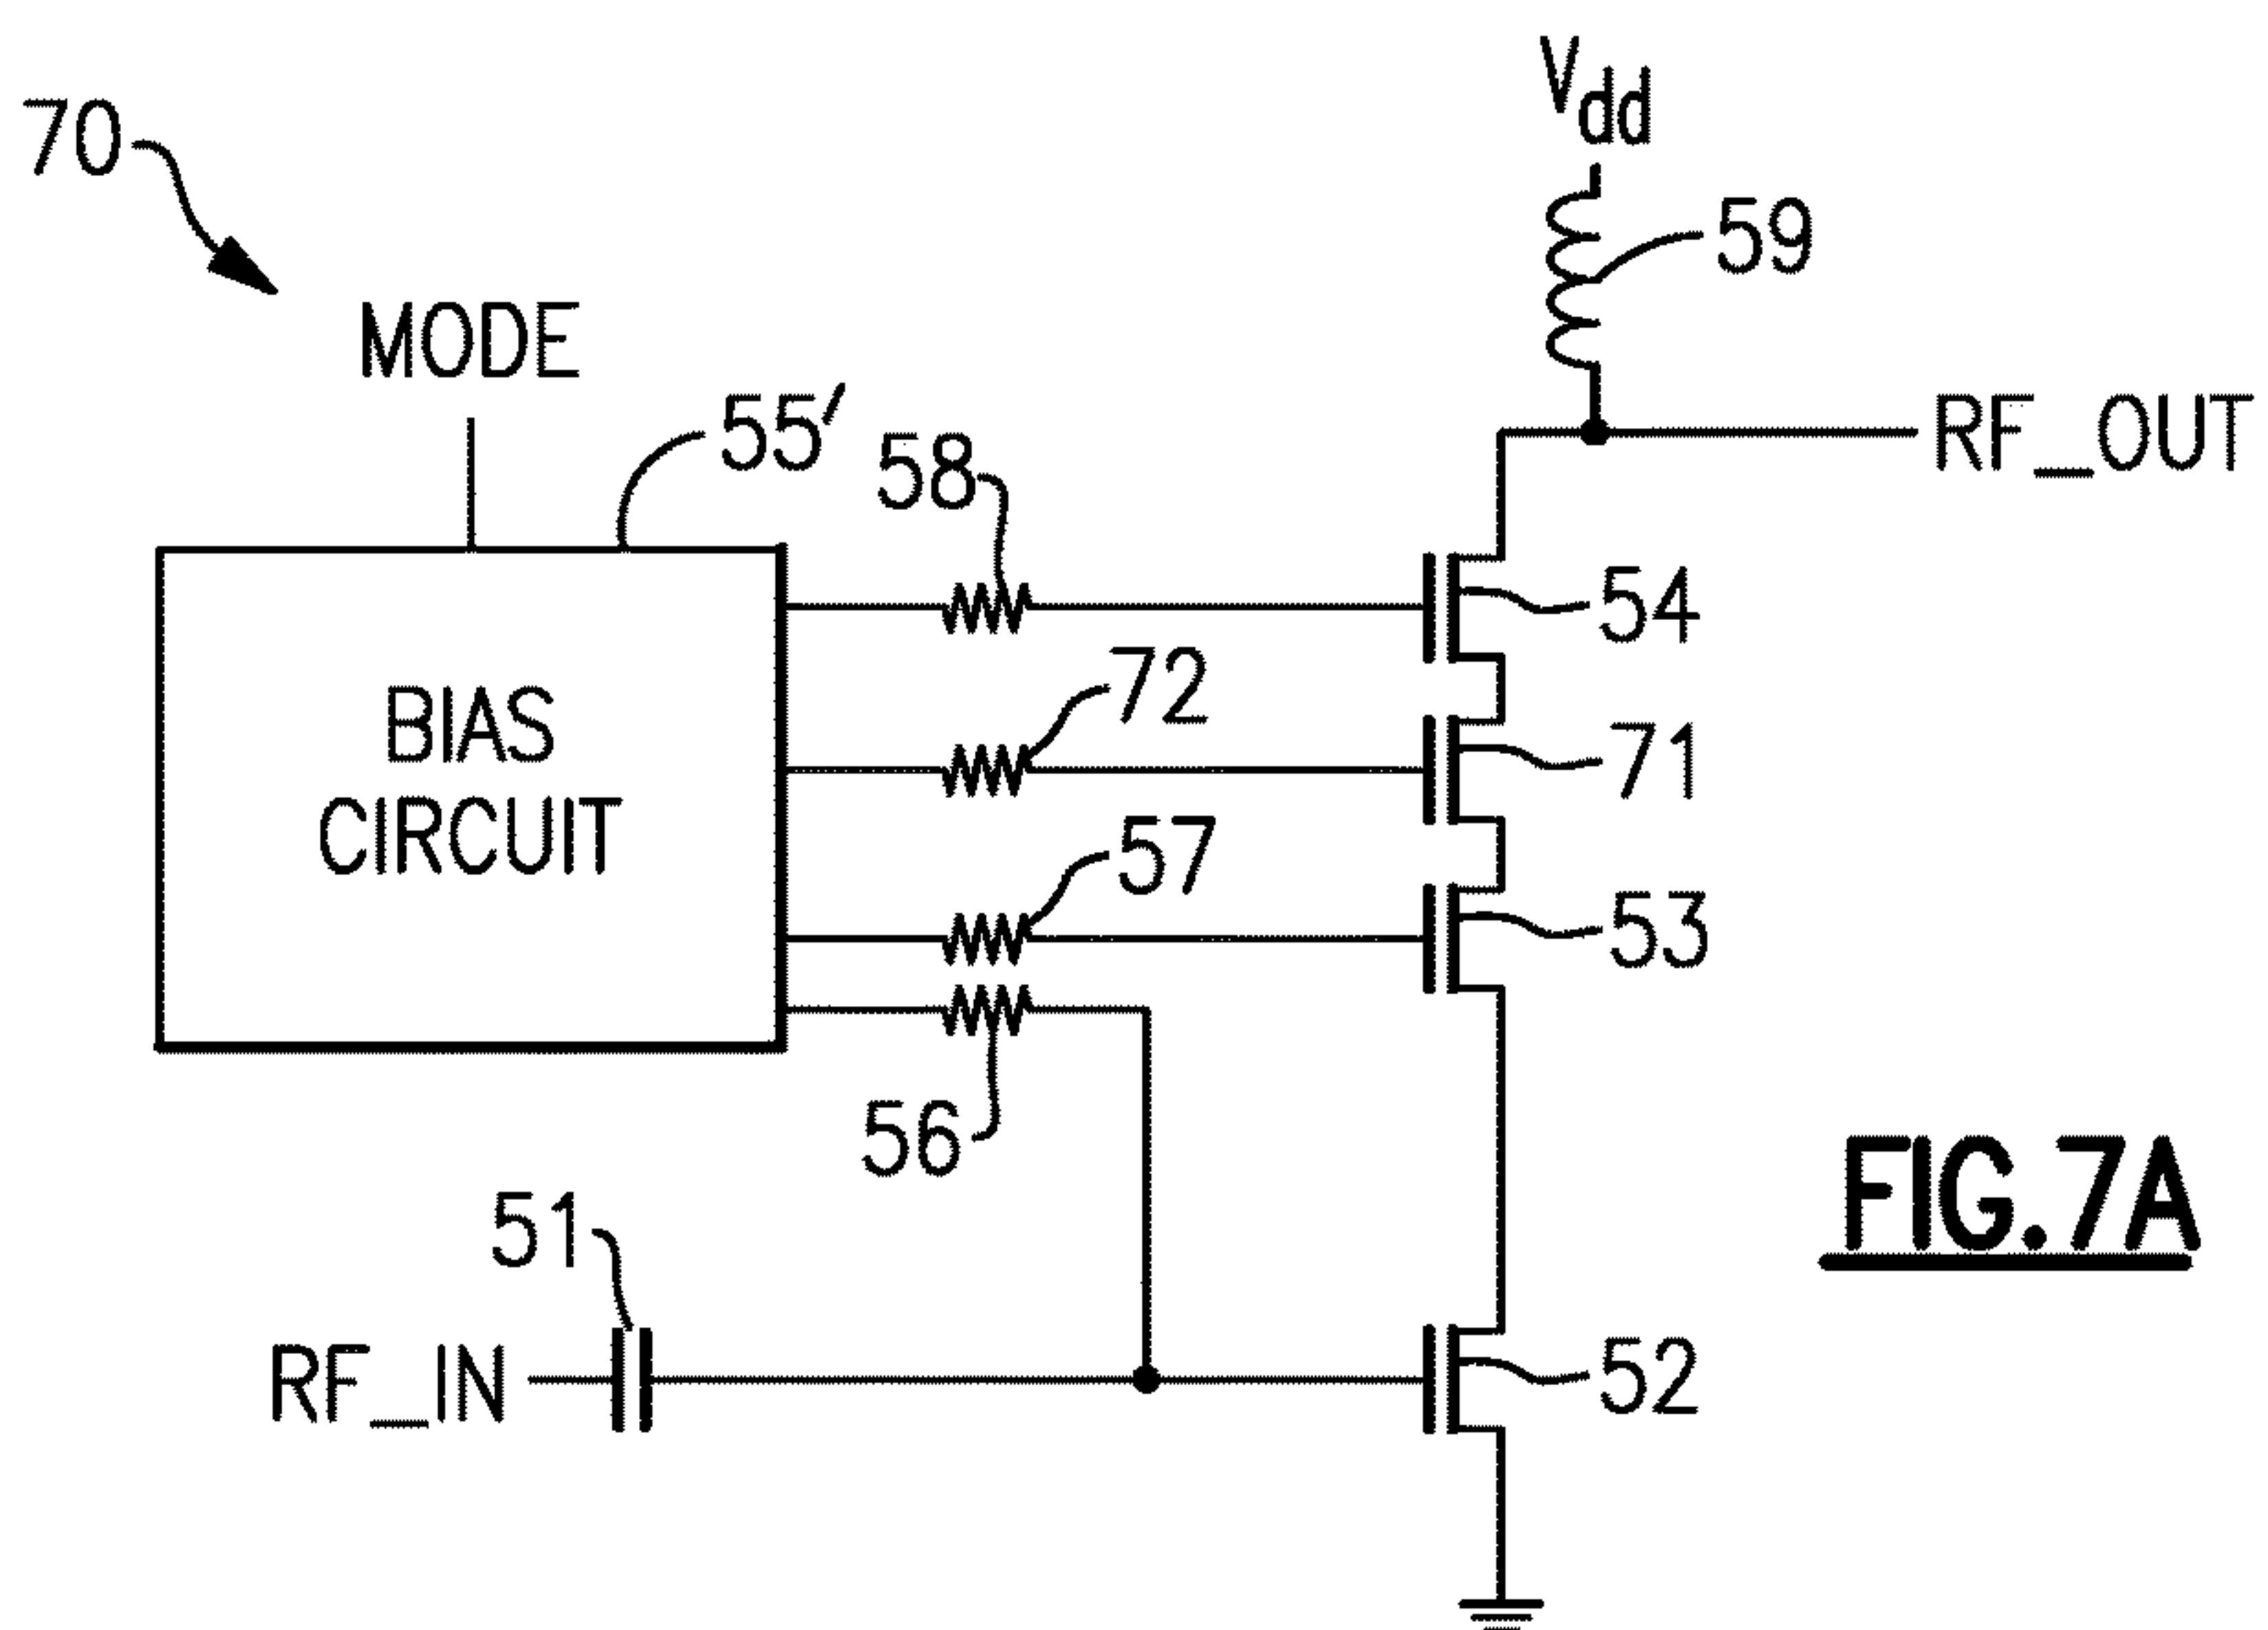 Vdd
70
59
MODE
55′
58
RF_OUT
54
72
71
BIAS
CIRCUIT
57
53
56
51
FIG.7A
RF_IN
52